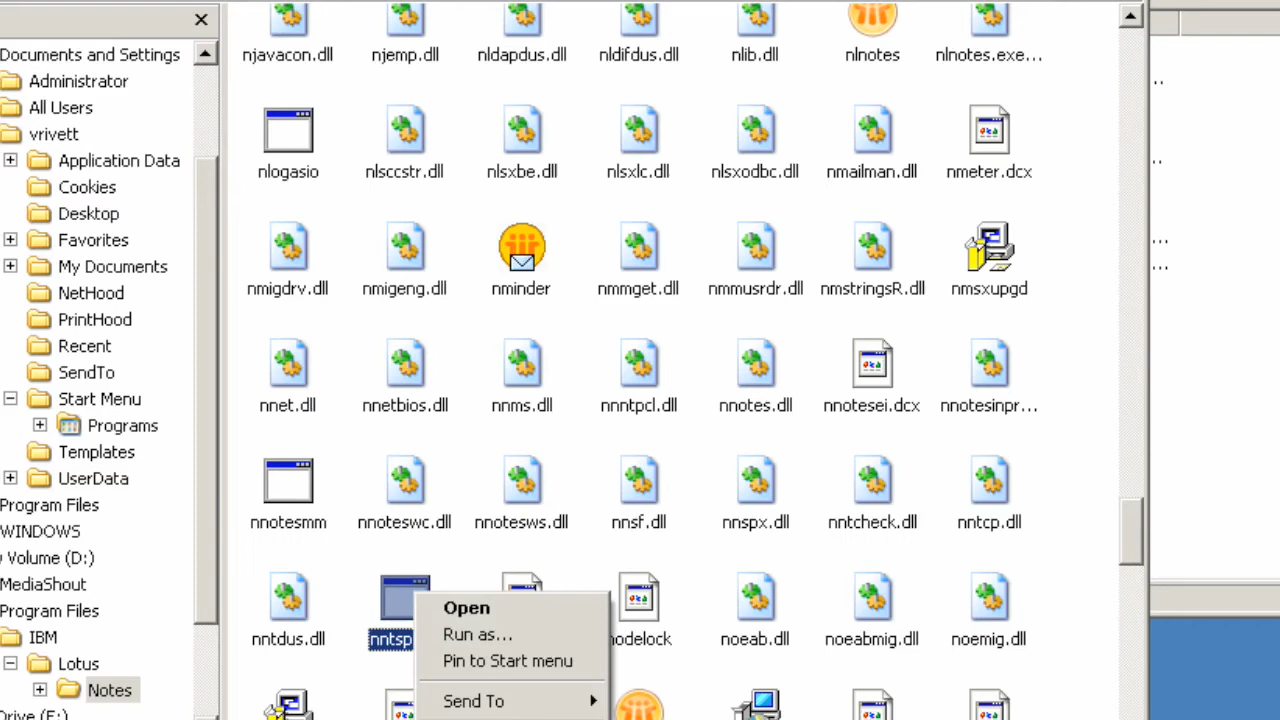 Documents and Settings
Administrator
All Users
vrivett
Application Data
Cookies
Desktop
Favorites
My Documents
NetHood
PrintHood
Recent
SendTo
Start Menu
Programs
Templates
UserData
Program Files
WINDOWS
Volume (D:)
MediaShout
Program Files
IBM
Lotus
Notes
njavacon.dll njemp.dll nldapdus.dll nldifdus.dll nlib.dll nlnotes nlnotes.exe...
nlogasio nlsccstr.dll nlsxbe.dll nlsxlc.dll nlsxodbc.dll nmailman.dll nmeter.dcx
nmigdrv.dll nmigeng.dll nminder nmmget.dll nmmusrdr.dll nmstringsR.dll nmsxupgd
nnet.dll nnetbios.dll nnms.dll nnntpcl.dll nnotes.dll nnotesei.dcx nnotesinpr...
nnotesmm nnoteswc.dll nnotesws.dll nnsf.dll nnspx.dll nntcheck.dll nntcp.dll
nntdus.dll nntsp nodelock noeab.dll noeabmig.dll noemig.dll
Open
Run as...
Pin to Start menu
Send To